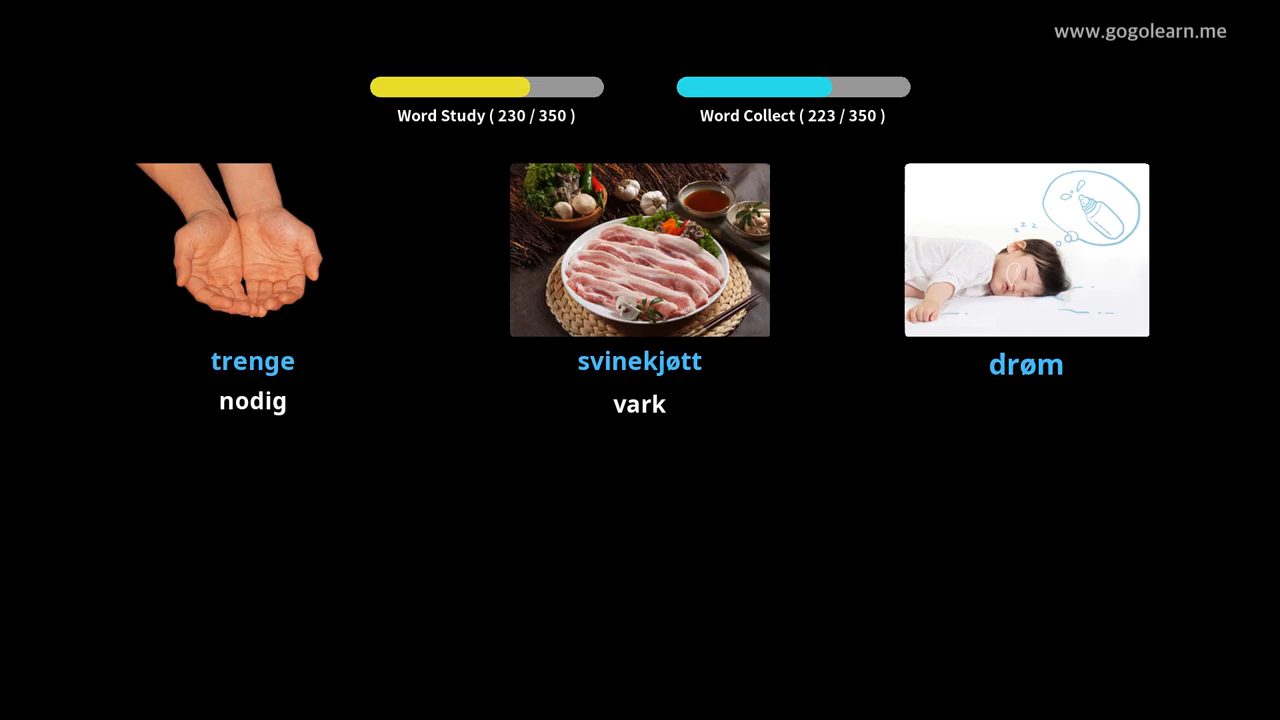 www.gogolearn.me
Word Study ( 230 / 350 )
Word Collect ( 223 / 350 )
trenge
nodig
svinekjøtt
vark
drøm